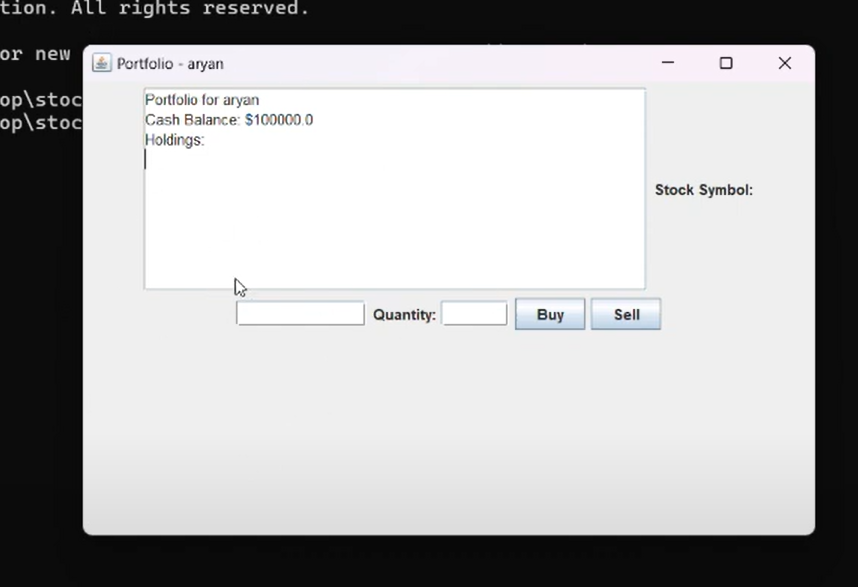 tion. All rights reserved.
or new
Portfolio - aryan
op\stoc
op\stoc
Portfolio for aryan
Cash Balance: $100000.0
Holdings:
Stock Symbol:
Quantity:
Buy
Sell